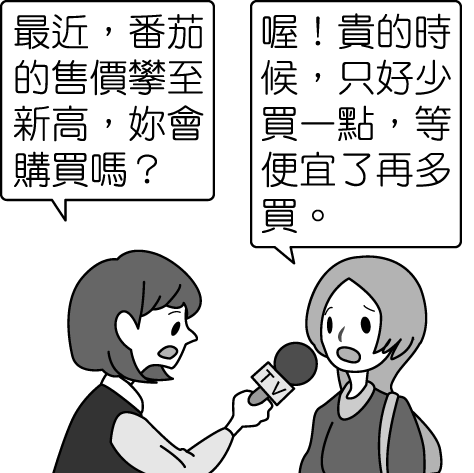 最近，番茄
的售價攀至
新高，妳會
購買嗎？
喔！貴的時
候，只好少
買一點，等
便宜了再多
買。
TV